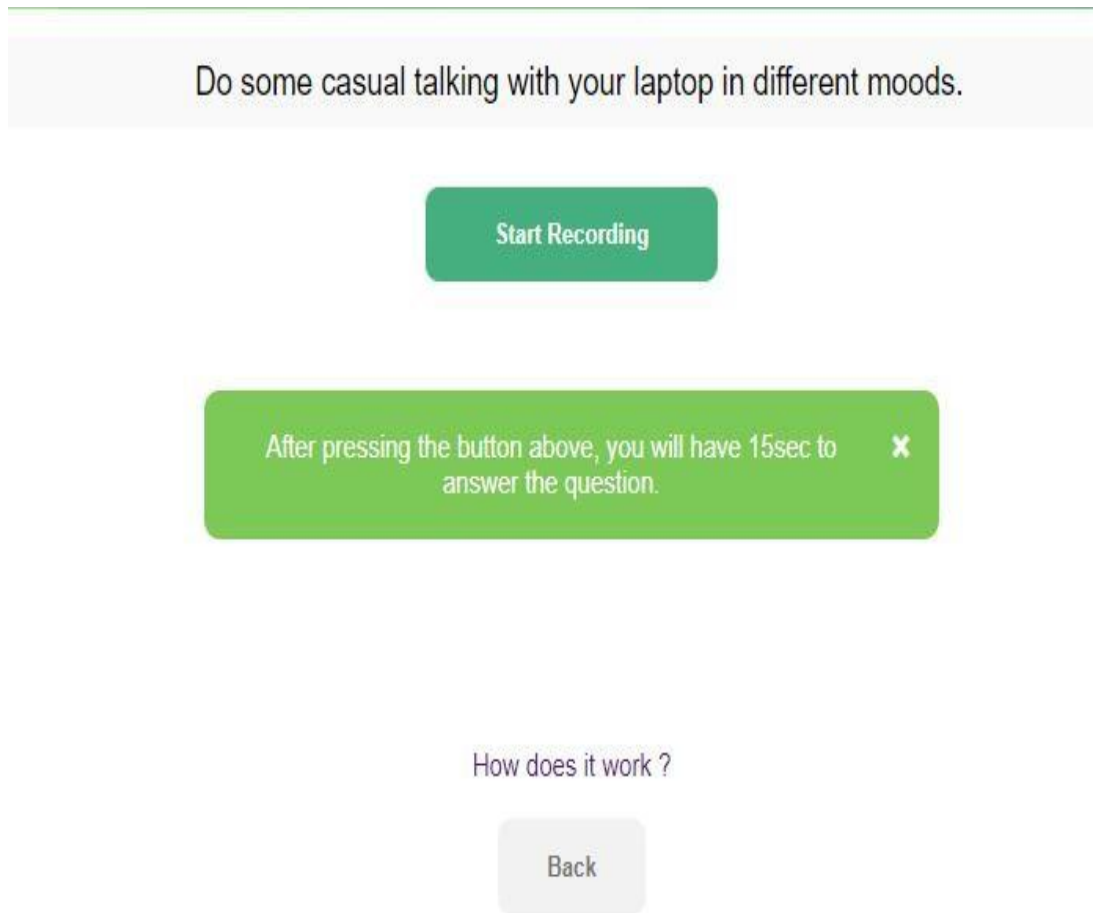 Do some casual talking with your laptop in different moods.
Start Recording
After pressing the button above, you will have 15sec to
answer the question.
How does it work ?
Back